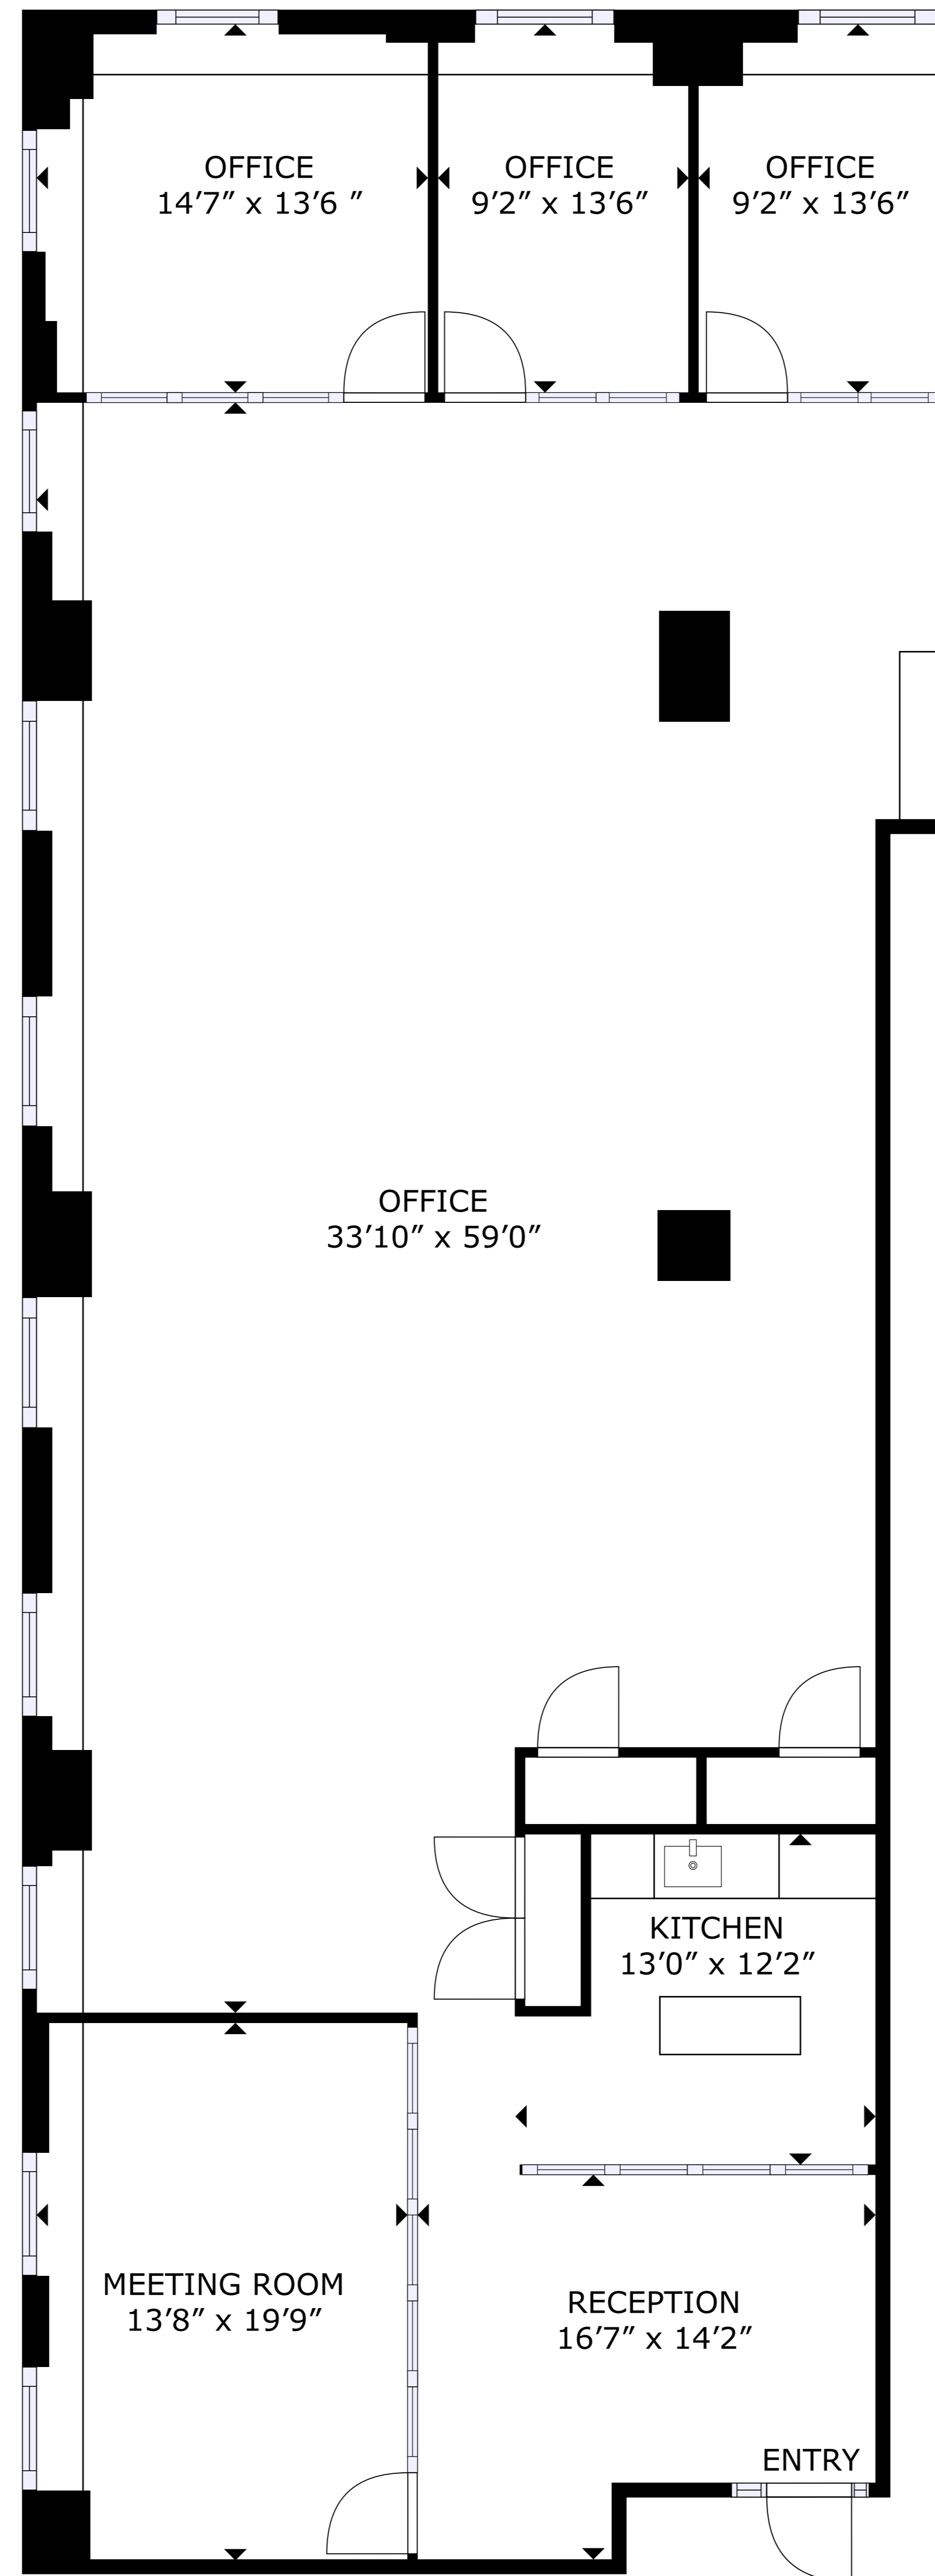 OFFICE
14′7″ x 13′6 ″
OFFICE
9′2″ x 13′6″
OFFICE
9′2″ x 13′6″
OFFICE
33′10″ x 59′0″
KITCHEN
13′0″ x 12′2″
MEETING ROOM
13′8″ x 19′9″
RECEPTION
16′7″ x 14′2″
ENTRY